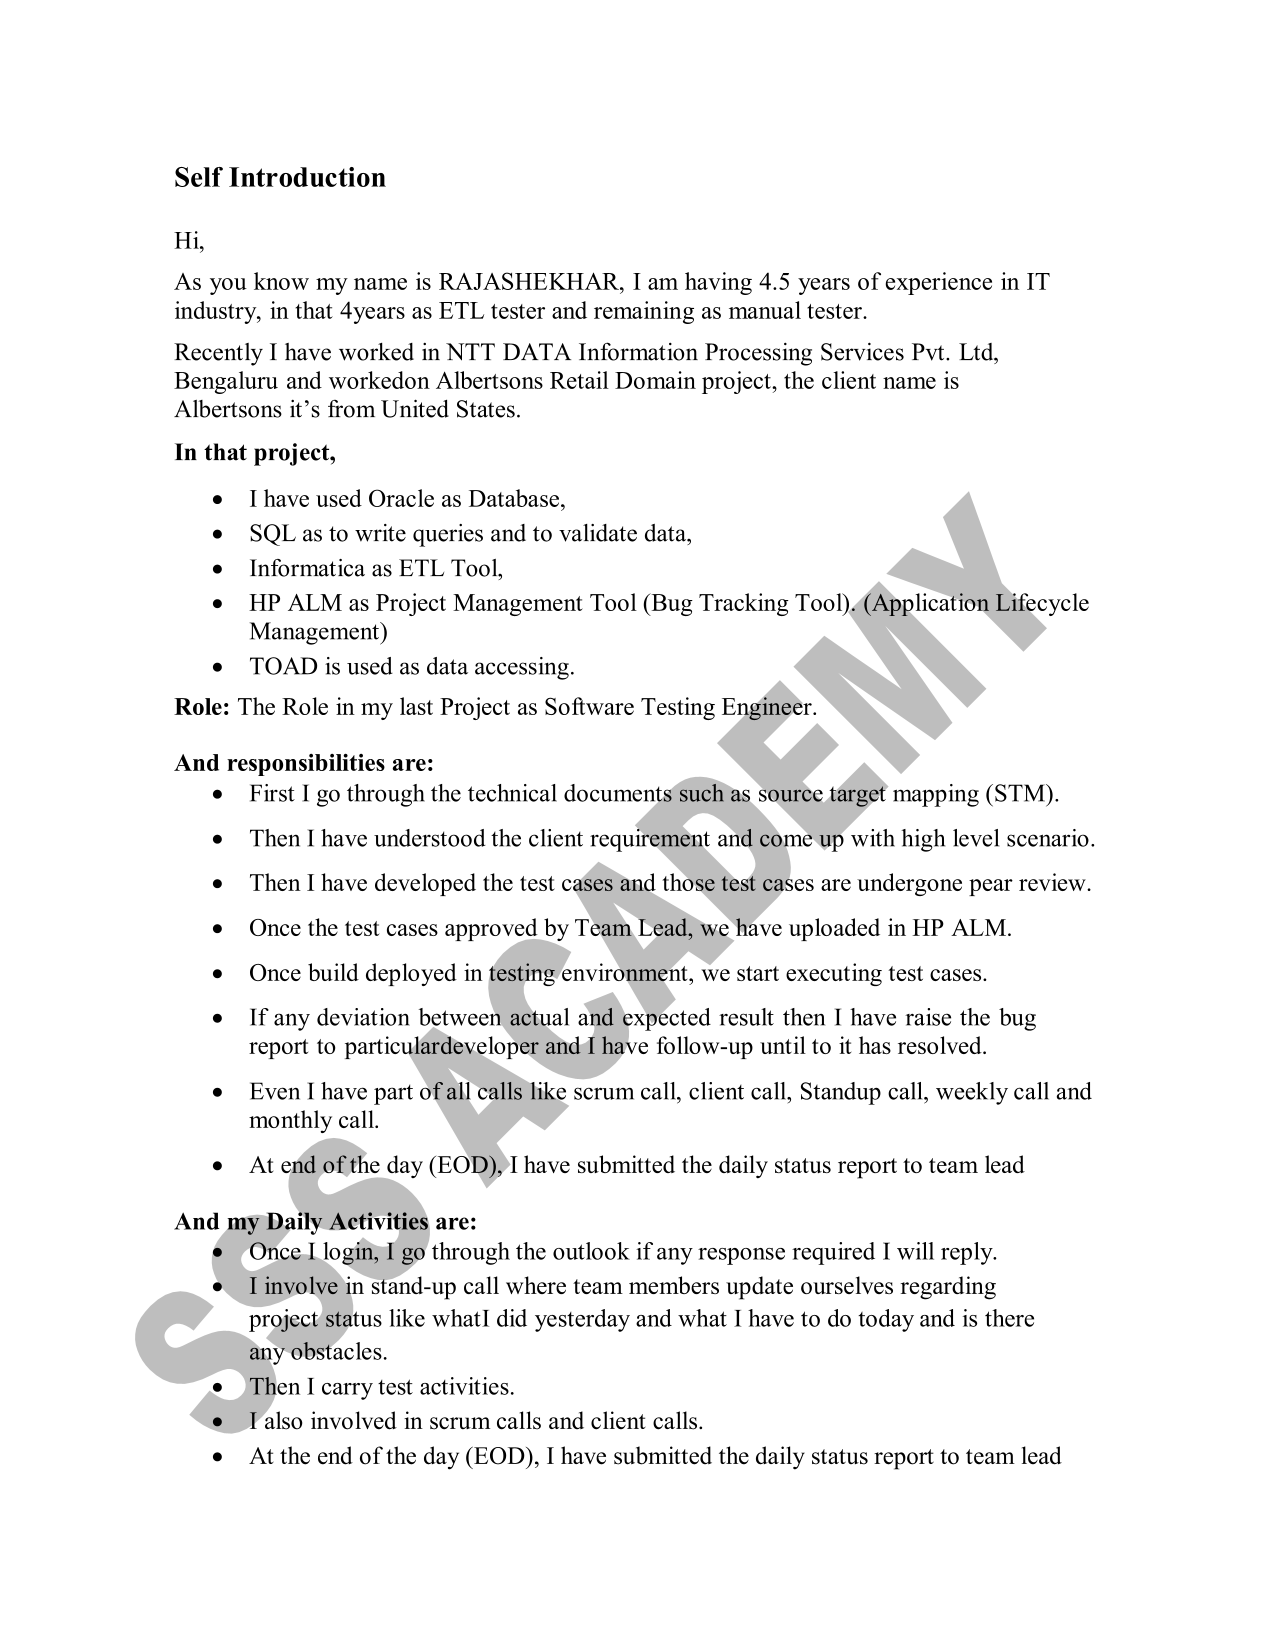 Self Introduction
Hi,
As you know my name is RAJASHEKHAR, I am having 4.5 years of experience in IT
industry, in that 4years as ETL tester and remaining as manual tester.
Recently I have worked in NTT DATA Information Processing Services Pvt. Ltd,
Bengaluru and workedon Albertsons Retail Domain project, the client name is
Albertsons it’s from United States.
In that project,
• I have used Oracle as Database,
• SQL as to write queries and to validate data,
• Informatica as ETL Tool,
• HP ALM as Project Management Tool (Bug Tracking Tool). (Application Lifecycle
Management)
• TOAD is used as data accessing.
Role: The Role in my last Project as Software Testing Engineer.
And responsibilities are:
• First I go through the technical documents such as source target mapping (STM).
• Then I have understood the client requirement and come up with high level scenario.
• Then I have developed the test cases and those test cases are undergone pear review.
• Once the test cases approved by Team Lead, we have uploaded in HP ALM.
• Once build deployed in testing environment, we start executing test cases.
• If any deviation between actual and expected result then I have raise the bug
report to particulardeveloper and I have follow-up until to it has resolved.
• Even I have part of all calls like scrum call, client call, Standup call, weekly call and
monthly call.
• At end of the day (EOD), I have submitted the daily status report to team lead
And my Daily Activities are:
• Once I login, I go through the outlook if any response required I will reply.
• I involve in stand-up call where team members update ourselves regarding
project status like whatI did yesterday and what I have to do today and is there
any obstacles.
• Then I carry test activities.
• I also involved in scrum calls and client calls.
• At the end of the day (EOD), I have submitted the daily status report to team lead
SSS ACADEMY